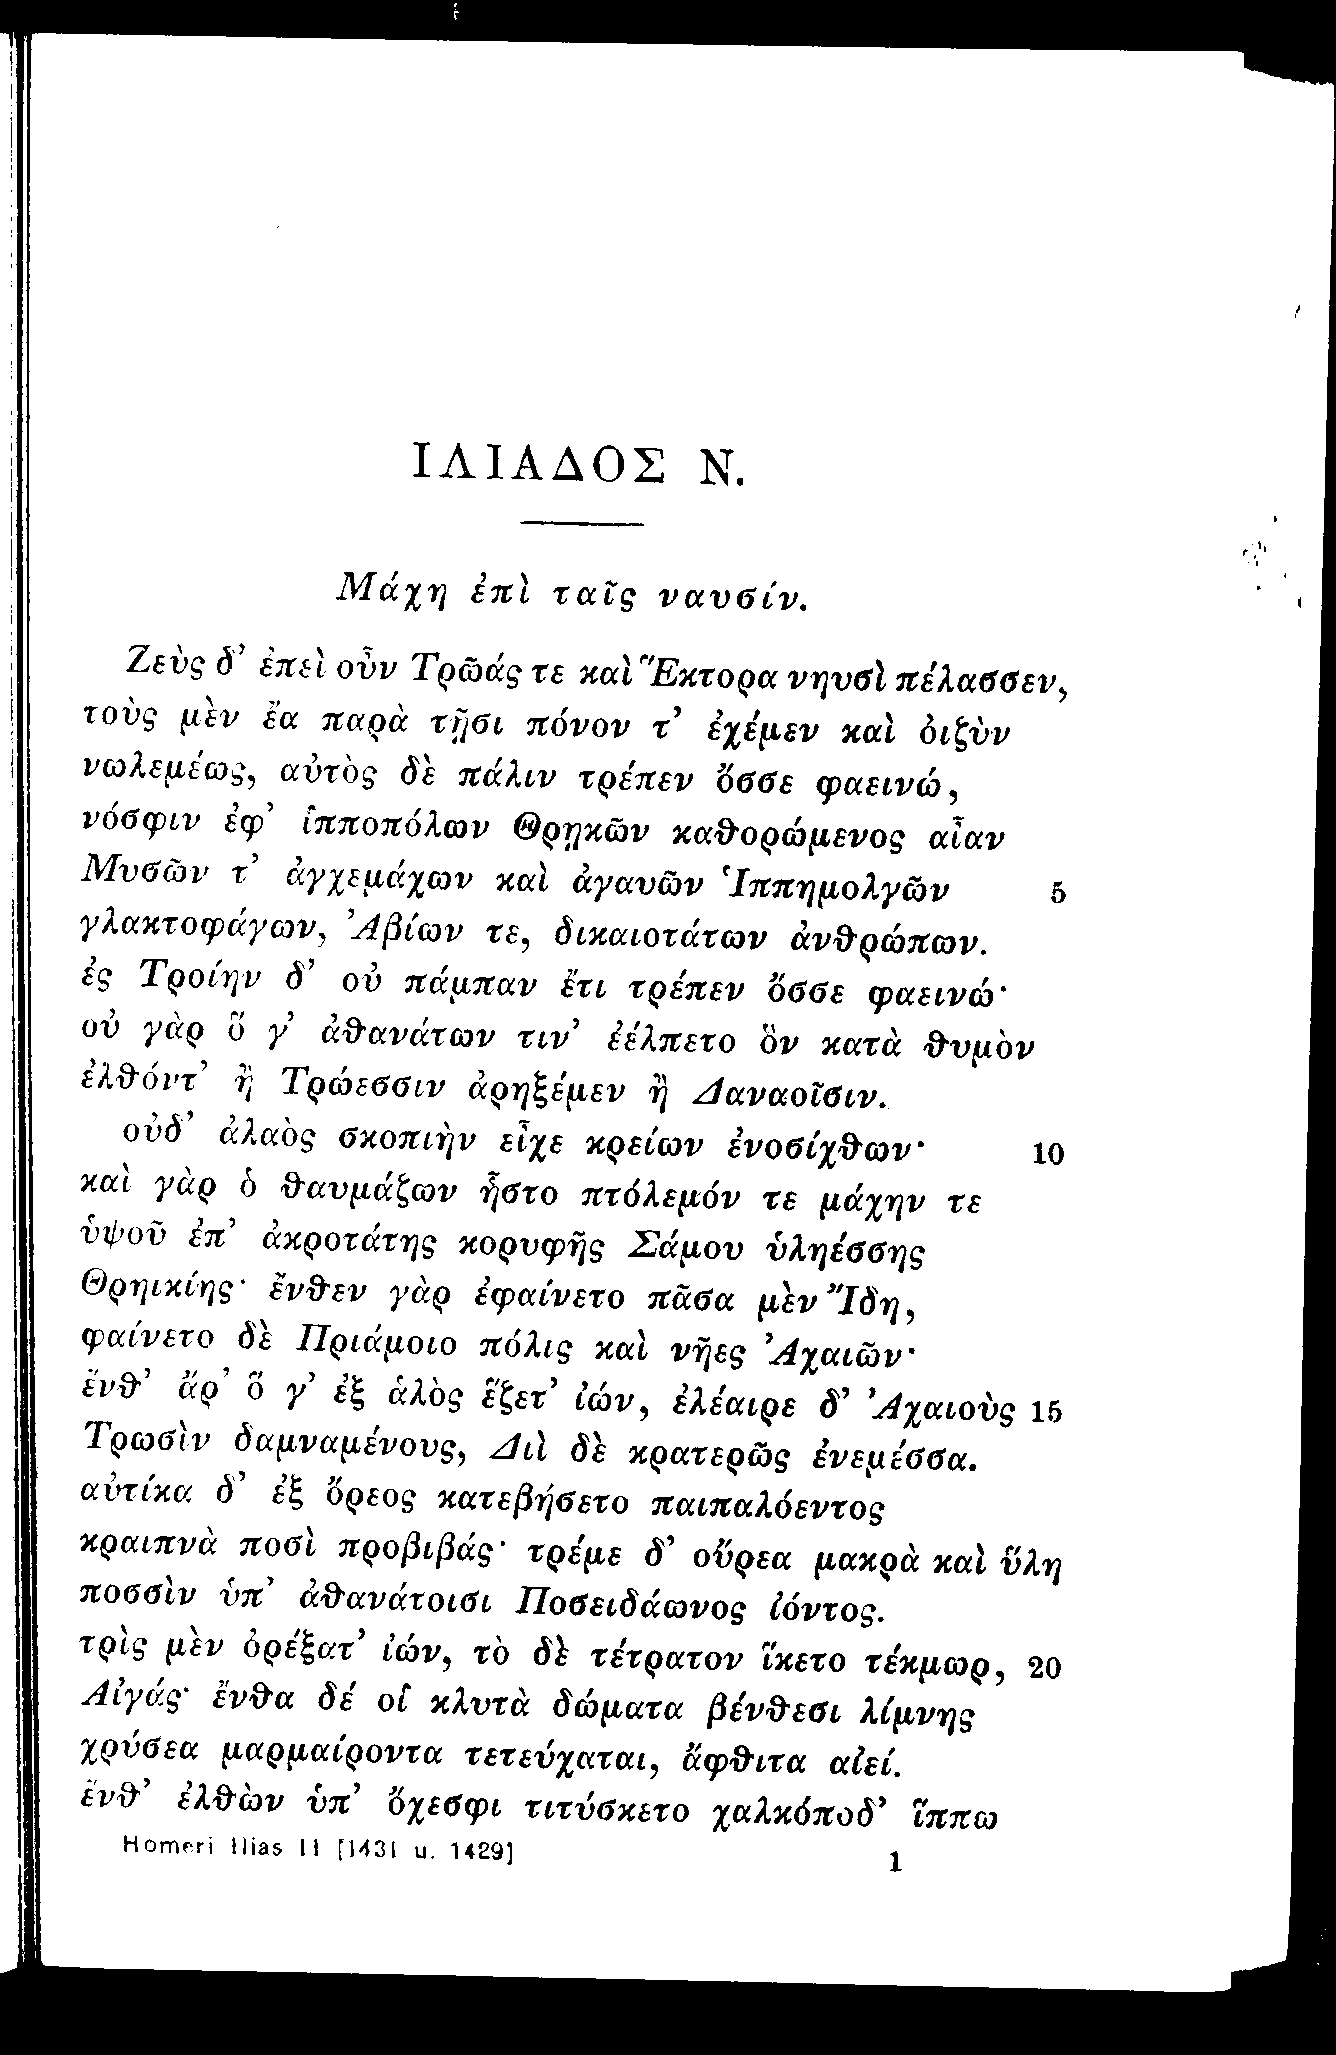 ΙΛΙΑΔΟΣ Ν.
Μάχη ἐπὶ ταῖς ναυσίν.
Ζεὺς δ’ ἐπεὶ οὖν Τρῶάς τε καὶ Ἕκτορα νηυσὶ πέλασσεν,
τοὺς μὲν ἔα παρὰ τῇσι πόνον τ’ ἐχέμεν καὶ ὀιζὺν
νωλεμέως, αὐτὸς δὲ πάλιν τρέπεν ὄσσε φαεινώ,
νόσφιν ἐφ’ ἱπποπόλων Θρῃκῶν καθορώμενος αἶαν
Μυσῶν τ’ ἀγχεμάχων καὶ ἀγαυῶν Ἱππημολγῶν 5
γλακτοφάγων, Ἀβίων τε, δικαιοτάτων ἀνθρώπων.
ἐς Τροίην δ’ οὐ πάμπαν ἔτι τρέπεν ὄσσε φαεινώ·
οὐ γὰρ ὅ γ’ ἀθανάτων τιν’ ἐέλπετο ὃν κατὰ θυμὸν
ἐλθόντ’ ἢ Τρώεσσιν ἀρηξέμεν ἢ Δαναοῖσιν.
οὐδ’ ἀλαὸς σκοπιὴν εἶχε κρείων ἐνοσίχθων· 10
καὶ γὰρ ὁ θαυμάζων ἧστο πτόλεμόν τε μάχην τε
ὑψοῦ ἐπ’ ἀκροτάτης κορυφῆς Σάμου ὑληέσσης
Θρηικίης· ἔνθεν γὰρ ἐφαίνετο πᾶσα μὲν Ἴδη,
φαίνετο δὲ Πριάμοιο πόλις καὶ νῆες Ἀχαιῶν·
ἔνθ’ ἄρ’ ὅ γ’ ἐξ ἁλὸς ἕζετ’ ἰών, ἐλέαιρε δ’ Ἀχαιοὺς 15
Τρωσὶν δαμναμένους, Διὶ δὲ κρατερῶς ἐνεμέσσα.
αὐτίκα δ’ ἐξ ὄρεος κατεβήσετο παιπαλόεντος
κραιπνὰ ποσὶ προβιβάς· τρέμε δ’ οὔρεα μακρὰ καὶ ὕλη
ποσσὶν ὑπ’ ἀθανάτοισι Ποσειδάωνος ἰόντος.
τρὶς μὲν ὀρέξατ’ ἰών, τὸ δὲ τέτρατον ἵκετο τέκμωρ, 20
Αἰγάς· ἔνθα δέ οἱ κλυτὰ δώματα βένθεσι λίμνης
χρύσεα μαρμαίροντα τετεύχαται, ἄφθιτα αἰεί.
ἔνθ’ ἐλθὼν ὑπ’ ὄχεσφι τιτύσκετο χαλκόποδ’ ἵππω
Homeri Ilias II [1431 u. 1429] 1